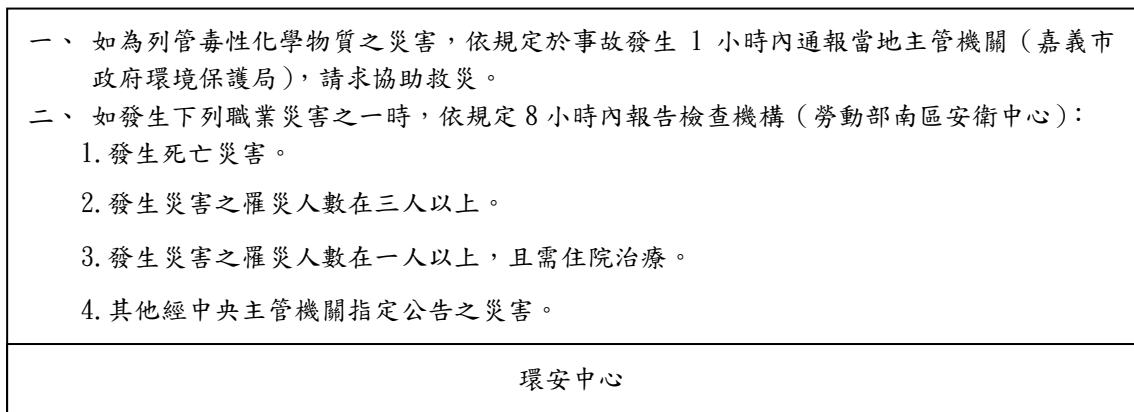 一、 如為列管毒性化學物質之災害，依規定於事故發生 1 小時內通報當地主管機關（嘉義市
政府環境保護局），請求協助救災。
二、 如發生下列職業災害之一時，依規定 8 小時內報告檢查機構（勞動部南區安衛中心）：
1.發生死亡災害。
2.發生災害之罹災人數在三人以上。
3.發生災害之罹災人數在一人以上，且需住院治療。
4.其他經中央主管機關指定公告之災害。
環安中心